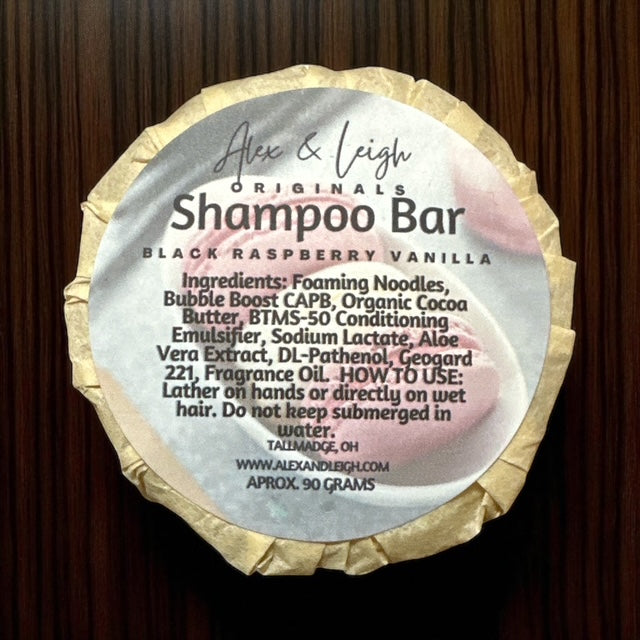 Alex & Leigh
ORIGINALS
Shampoo Bar
BLACK RASPBERRY VANILLA
Ingredients: Foaming Noodles,
Bubble Boost CAPB, Organic Cocoa
Butter, BTMS-50 Conditioning
Emulsifier, Sodium Lactate, Aloe
Vera Extract, DL-Pathenol, Geogard
221, Fragrance Oil. HOW TO USE:
Lather on hands or directly on wet
hair. Do not keep submerged in
water.
TALLMADGE, OH
WWW.ALEXANDLEIGH.COM
APROX. 90 GRAMS